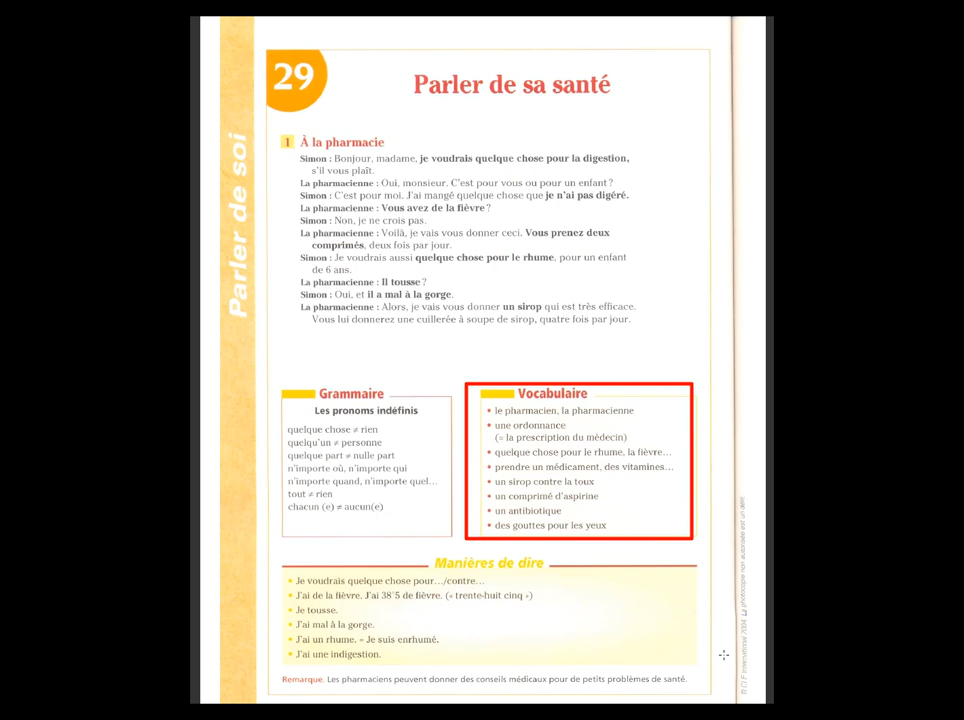 29
Parler de sa santé
Parler de soi
1 À la pharmacie
Simon : Bonjour, madame, je voudrais quelque chose pour la digestion,
s'il vous plaît.
La pharmacienne : Oui, monsieur. C'est pour vous ou pour un enfant ?
Simon : C'est pour moi. J'ai mangé quelque chose que je n'ai pas digéré.
La pharmacienne : Vous avez de la fièvre ?
Simon : Non, je ne crois pas.
La pharmacienne : Voilà, je vais vous donner ceci. Vous prenez deux
comprimés, deux fois par jour.
Simon : Je voudrais aussi quelque chose pour le rhume, pour un enfant
de 6 ans.
La pharmacienne : Il tousse ?
Simon : Oui, et il a mal à la gorge.
La pharmacienne : Alors, je vais vous donner un sirop qui est très efficace.
Vous lui donnerez une cuillerée à soupe de sirop, quatre fois par jour.
Grammaire
Les pronoms indéfinis
quelque chose ≠ rien
quelqu'un ≠ personne
quelque part ≠ nulle part
n'importe où, n'importe qui
n'importe quand, n'importe quel…
tout ≠ rien
chacun (e) ≠ aucun(e)
Vocabulaire
• le pharmacien, la pharmacienne
• une ordonnance
(= la prescription du médecin)
• quelque chose pour le rhume, la fièvre…
• prendre un médicament, des vitamines…
• un sirop contre la toux
• un comprimé d'aspirine
• un antibiotique
• des gouttes pour les yeux
Manières de dire
• Je voudrais quelque chose pour…/contre…
• J'ai de la fièvre. J'ai 38°5 de fièvre. (« trente-huit cinq »)
• Je tousse.
• J'ai mal à la gorge.
• J'ai un rhume. = Je suis enrhumé.
• J'ai une indigestion.
Remarque. Les pharmaciens peuvent donner des conseils médicaux pour de petits problèmes de santé.
© CLE International 2004. La photocopie non autorisée est un délit.